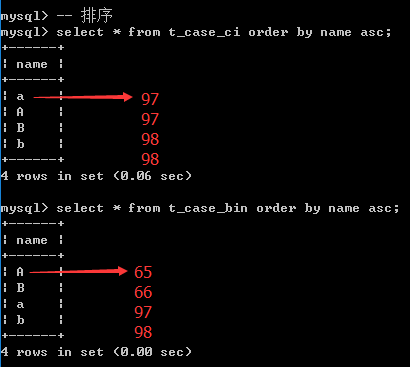 mysql> -- 排序
mysql> select * from t_case_ci order by name asc;
+------+
| name |
+------+
| a    | 97
| A    | 97
| B    | 98
| b    | 98
+------+
4 rows in set (0.06 sec)

mysql> select * from t_case_bin order by name asc;
+------+
| name |
+------+
| A    | 65
| B    | 66
| a    | 97
| b    | 98
+------+
4 rows in set (0.00 sec)